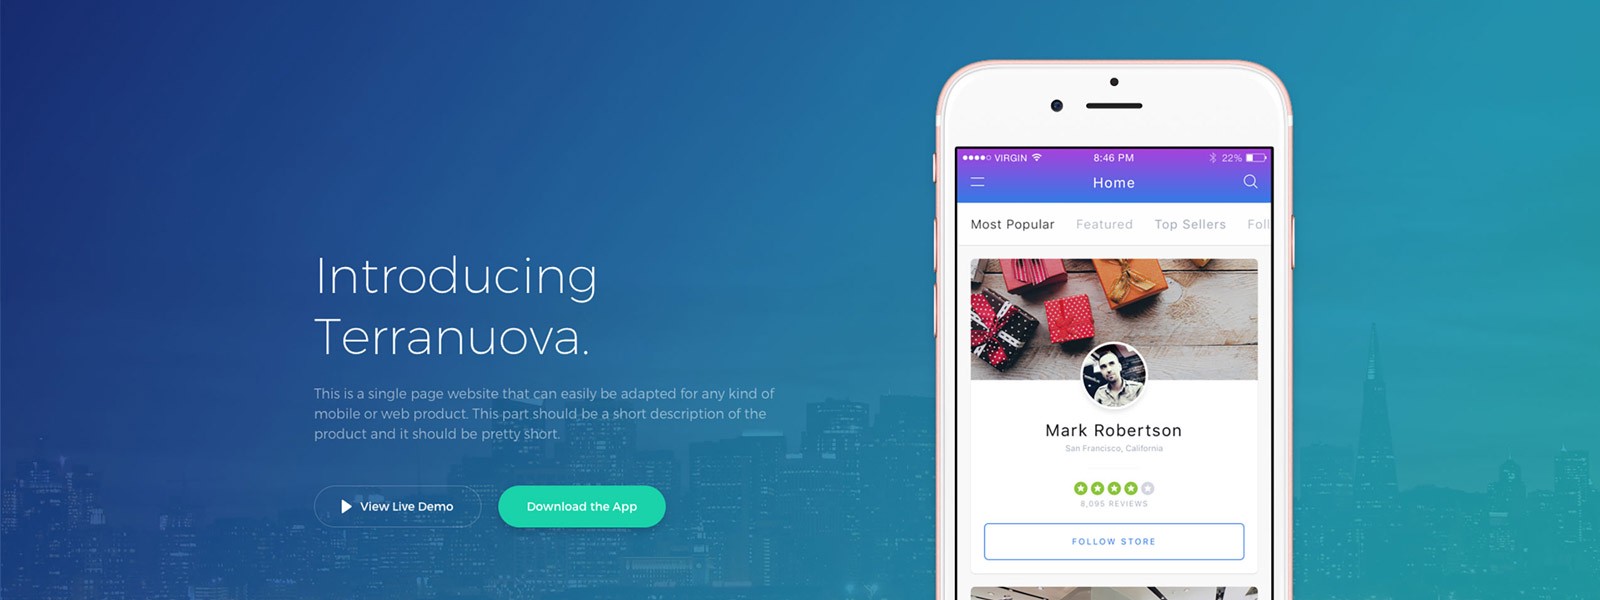 Introducing
Terranuova.
This is a single page website that can easily be adapted for any kind of
mobile or web product. This part should be a short description of the
product and it should be pretty short.
View Live Demo
Download the App
VIRGIN 8:46 PM 22%
Home
Most Popular Featured Top Sellers Foll
Mark Robertson
San Francisco, California
8,095 REVIEWS
FOLLOW STORE